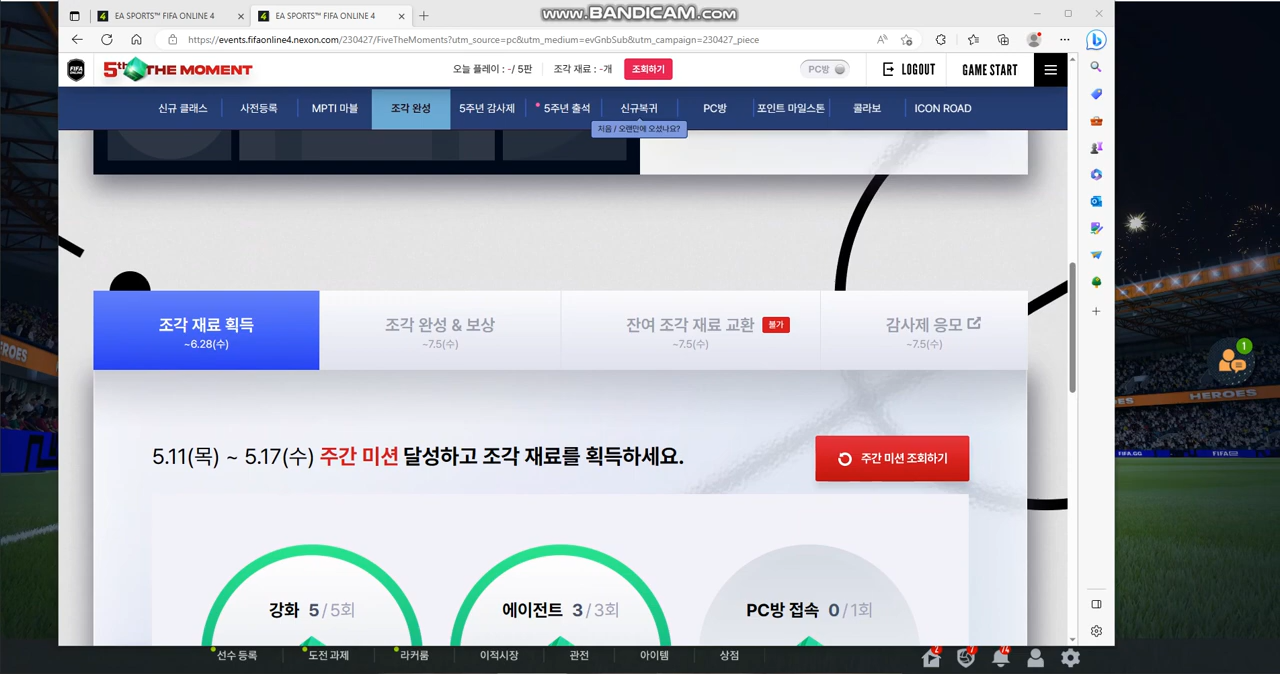 EA SPORTS™ FIFA ONLINE 4
EA SPORTS™ FIFA ONLINE 4
www.BANDICAM.com
https://events.fifaonline4.nexon.com/230427/FiveTheMoments?utm_source=pc&utm_medium=evGnbSub&utm_campaign=230427_piece
FIFA ONLINE
5th THE MOMENT
오늘 플레이 : -/ 5판
조각 재료 : -개
조회하기
PC방
LOGOUT
GAME START
신규 클래스
사전등록
MPTI 마블
조각 완성
5주년 감사제
5주년 출석
신규복귀
PC방
포인트 마일스톤
콜라보
ICON ROAD
처음 / 오랜만에 오셨나요?
조각 재료 획득
~6.28(수)
조각 완성 & 보상
~7.5(수)
잔여 조각 재료 교환 불가
~7.5(수)
감사제 응모
~7.5(수)
5.11(목) ~ 5.17(수) 주간 미션 달성하고 조각 재료를 획득하세요.
주간 미션 조회하기
강화 5/5회
에이전트 3/3회
PC방 접속 0/1회
선수 등록
도전 과제
라커룸
이적시장
관전
아이템
상점
2
7
74
1
HEROES
EROES
ES
FIFA.GG